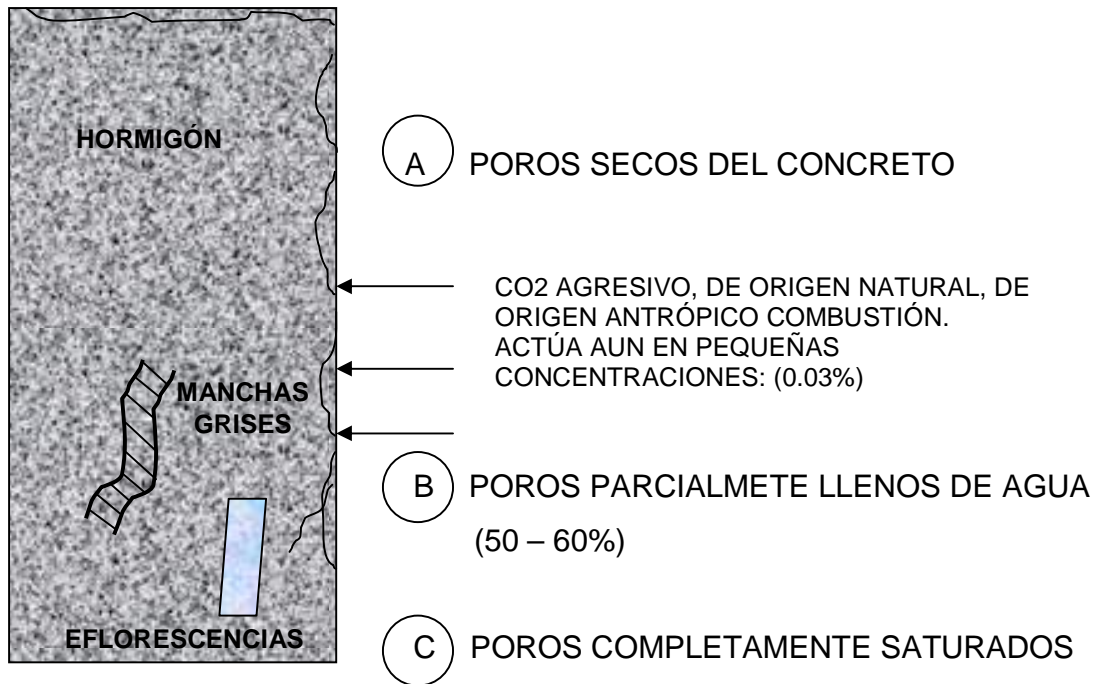 HORMIGÓN
A POROS SECOS DEL CONCRETO
CO2 AGRESIVO, DE ORIGEN NATURAL, DE
ORIGEN ANTRÓPICO COMBUSTIÓN.
ACTÚA AUN EN PEQUEÑAS
CONCENTRACIONES: (0.03%)
MANCHAS
GRISES
B POROS PARCIALMETE LLENOS DE AGUA
(50 – 60%)
EFLORESCENCIAS
C POROS COMPLETAMENTE SATURADOS